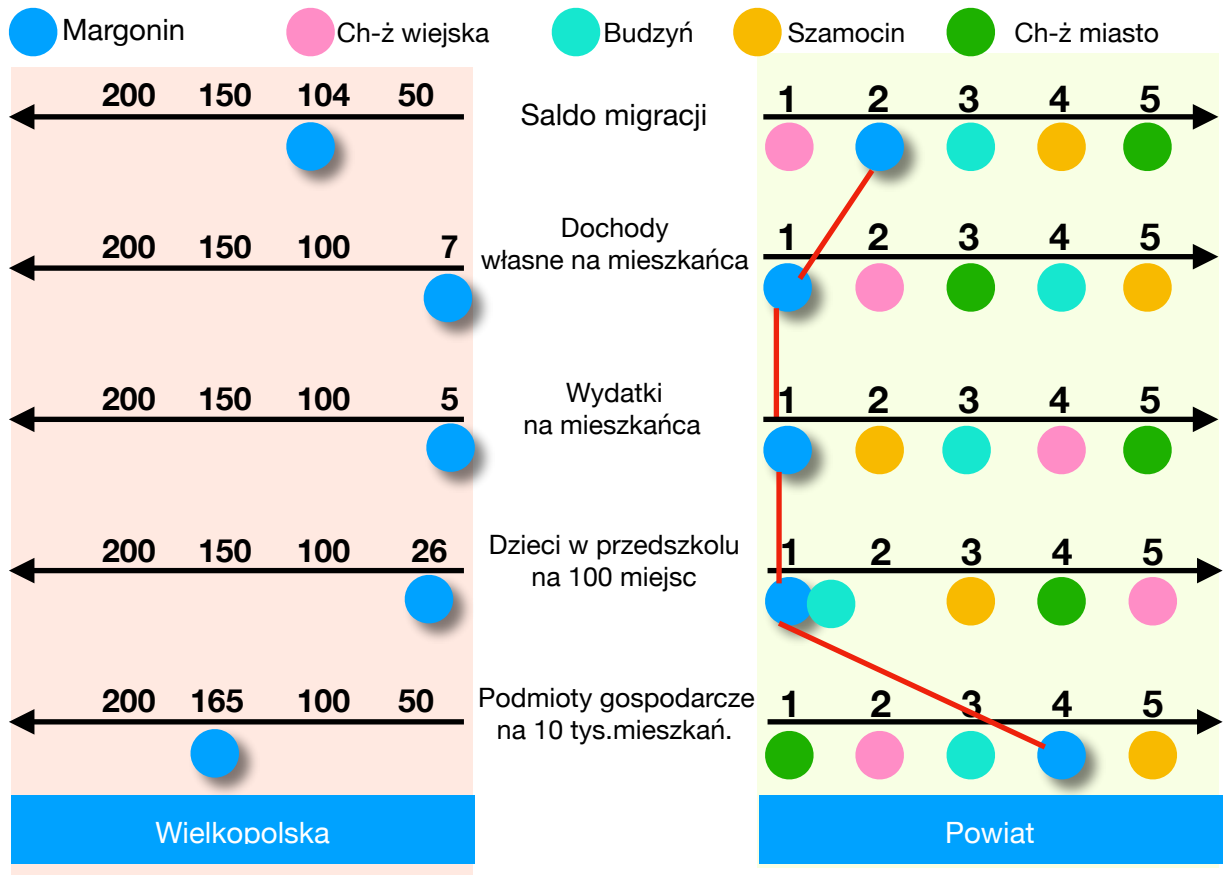 Margonin Ch-ż wiejska Budzyń Szamocin Ch-ż miasto
200 150 104 50 Saldo migracji 1 2 3 4 5
Dochody
200 150 100 7 własne na mieszkańca 1 2 3 4 5
Wydatki
200 150 100 5 na mieszkańca 1 2 3 4 5
Dzieci w przedszkolu
200 150 100 26 na 100 miejsc 1 2 3 4 5
Podmioty gospodarcze
200 165 100 50 na 10 tys.mieszkań. 1 2 3 4 5
Wielkopolska Powiat